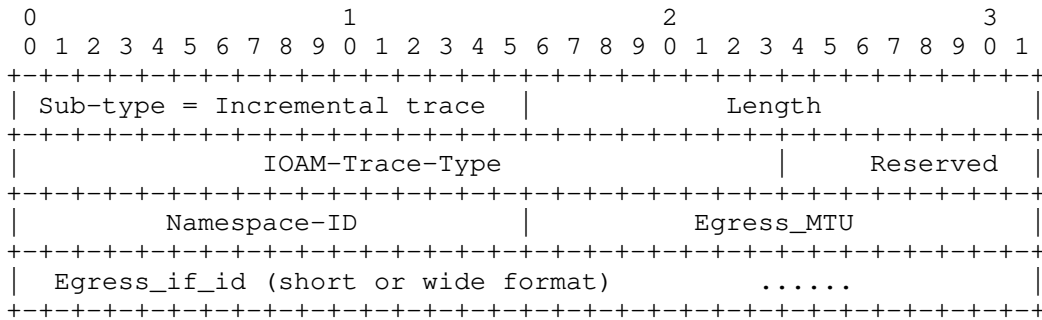 0                   1                   2                   3
 0 1 2 3 4 5 6 7 8 9 0 1 2 3 4 5 6 7 8 9 0 1 2 3 4 5 6 7 8 9 0 1
+-+-+-+-+-+-+-+-+-+-+-+-+-+-+-+-+-+-+-+-+-+-+-+-+-+-+-+-+-+-+-+-+
| Sub-type = Incremental trace  |             Length            |
+-+-+-+-+-+-+-+-+-+-+-+-+-+-+-+-+-+-+-+-+-+-+-+-+-+-+-+-+-+-+-+-+
|               IOAM-Trace-Type                 |     Reserved  |
+-+-+-+-+-+-+-+-+-+-+-+-+-+-+-+-+-+-+-+-+-+-+-+-+-+-+-+-+-+-+-+-+
|         Namespace-ID          |          Egress_MTU           |
+-+-+-+-+-+-+-+-+-+-+-+-+-+-+-+-+-+-+-+-+-+-+-+-+-+-+-+-+-+-+-+-+
|  Egress_if_id (short or wide format)         ......           |
+-+-+-+-+-+-+-+-+-+-+-+-+-+-+-+-+-+-+-+-+-+-+-+-+-+-+-+-+-+-+-+-+